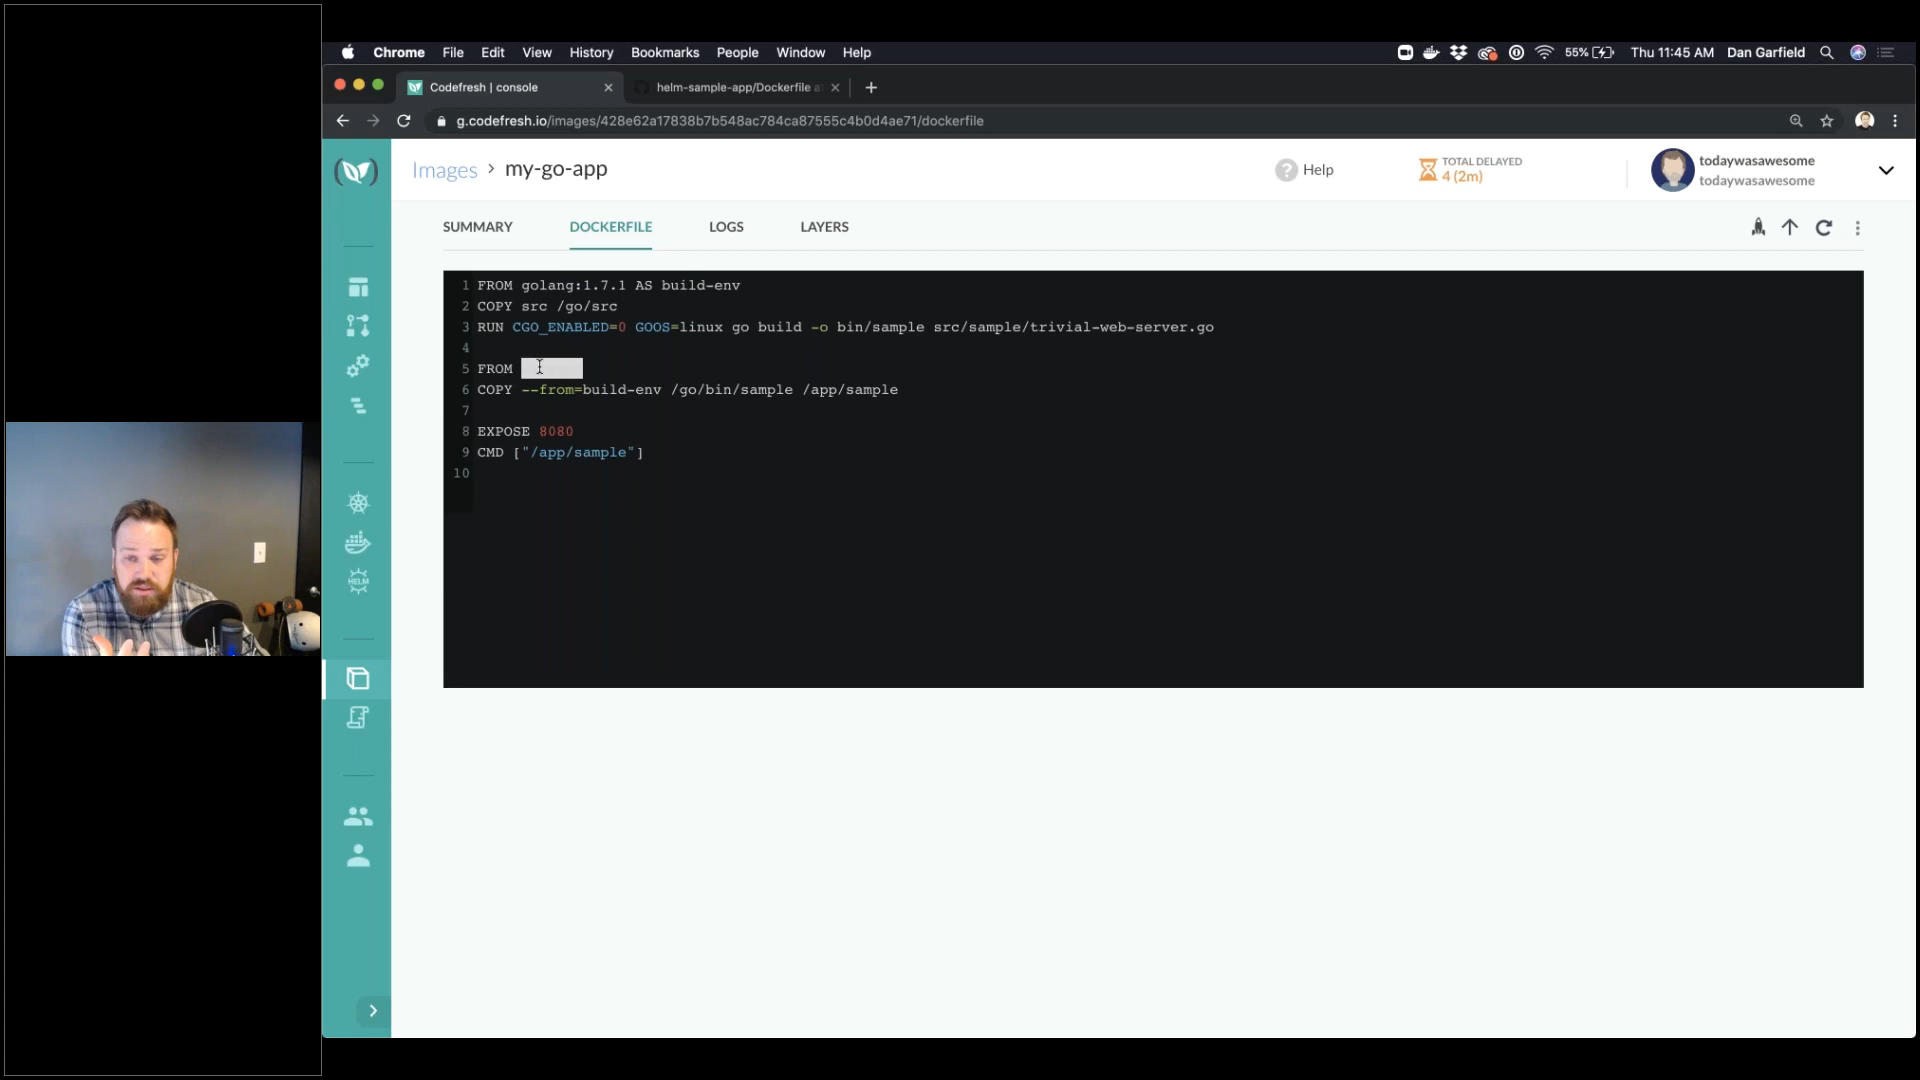 Chrome File Edit View History Bookmarks People Window Help
55% Thu 11:45 AM Dan Garfield
Codefresh | console
helm-sample-app/Dockerfile a
g.codefresh.io/images/428e62a17838b7b548ac784ca87555c4b0d4ae71/dockerfile
Images > my-go-app
? Help
TOTAL DELAYED
4 (2m)
todaywasawesome
todaywasawesome
SUMMARY DOCKERFILE LOGS LAYERS
1 FROM golang:1.7.1 AS build-env
2 COPY src /go/src
3 RUN CGO_ENABLED=0 GOOS=linux go build -o bin/sample src/sample/trivial-web-server.go
4
5 FROM
6 COPY --from=build-env /go/bin/sample /app/sample
7
8 EXPOSE 8080
9 CMD ["/app/sample"]
10
HELM